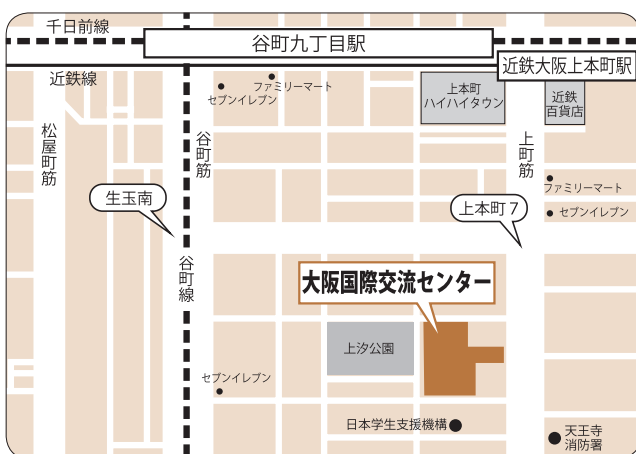 千日前線
谷町九丁目駅
近鉄大阪上本町駅
近鉄線
ファミリーマート
セブンイレブン
上本町
ハイハイタウン
近鉄
百貨店
松屋町筋
谷町筋
上町筋
ファミリーマート
セブンイレブン
生玉南
上本町7
谷町線
大阪国際交流センター
上汐公園
セブンイレブン
日本学生支援機構
天王寺
消防署